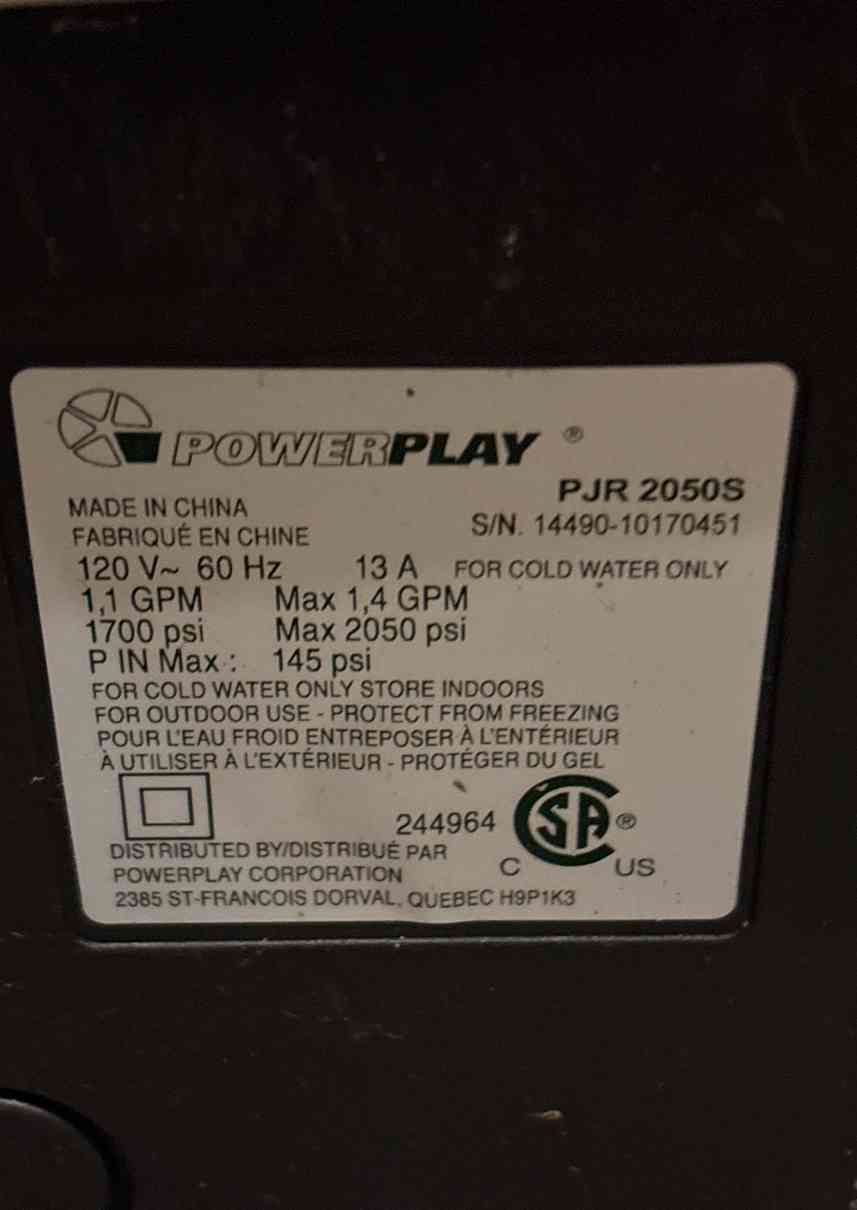 POWERPLAY ®
PJR 2050S
MADE IN CHINA
S/N. 14490-10170451
FABRIQUÉ EN CHINE
120 V~ 60 Hz 13 A FOR COLD WATER ONLY
1,1 GPM Max 1,4 GPM
1700 psi Max 2050 psi
P IN Max : 145 psi
FOR COLD WATER ONLY STORE INDOORS
FOR OUTDOOR USE - PROTECT FROM FREEZING
POUR L'EAU FROID ENTREPOSER À L'ENTÉRIEUR
À UTILISER À L'EXTÉRIEUR - PROTÉGER DU GEL
244964 CSA ®
C US
DISTRIBUTED BY/DISTRIBUÉ PAR
POWERPLAY CORPORATION
2385 ST-FRANCOIS DORVAL, QUEBEC H9P1K3